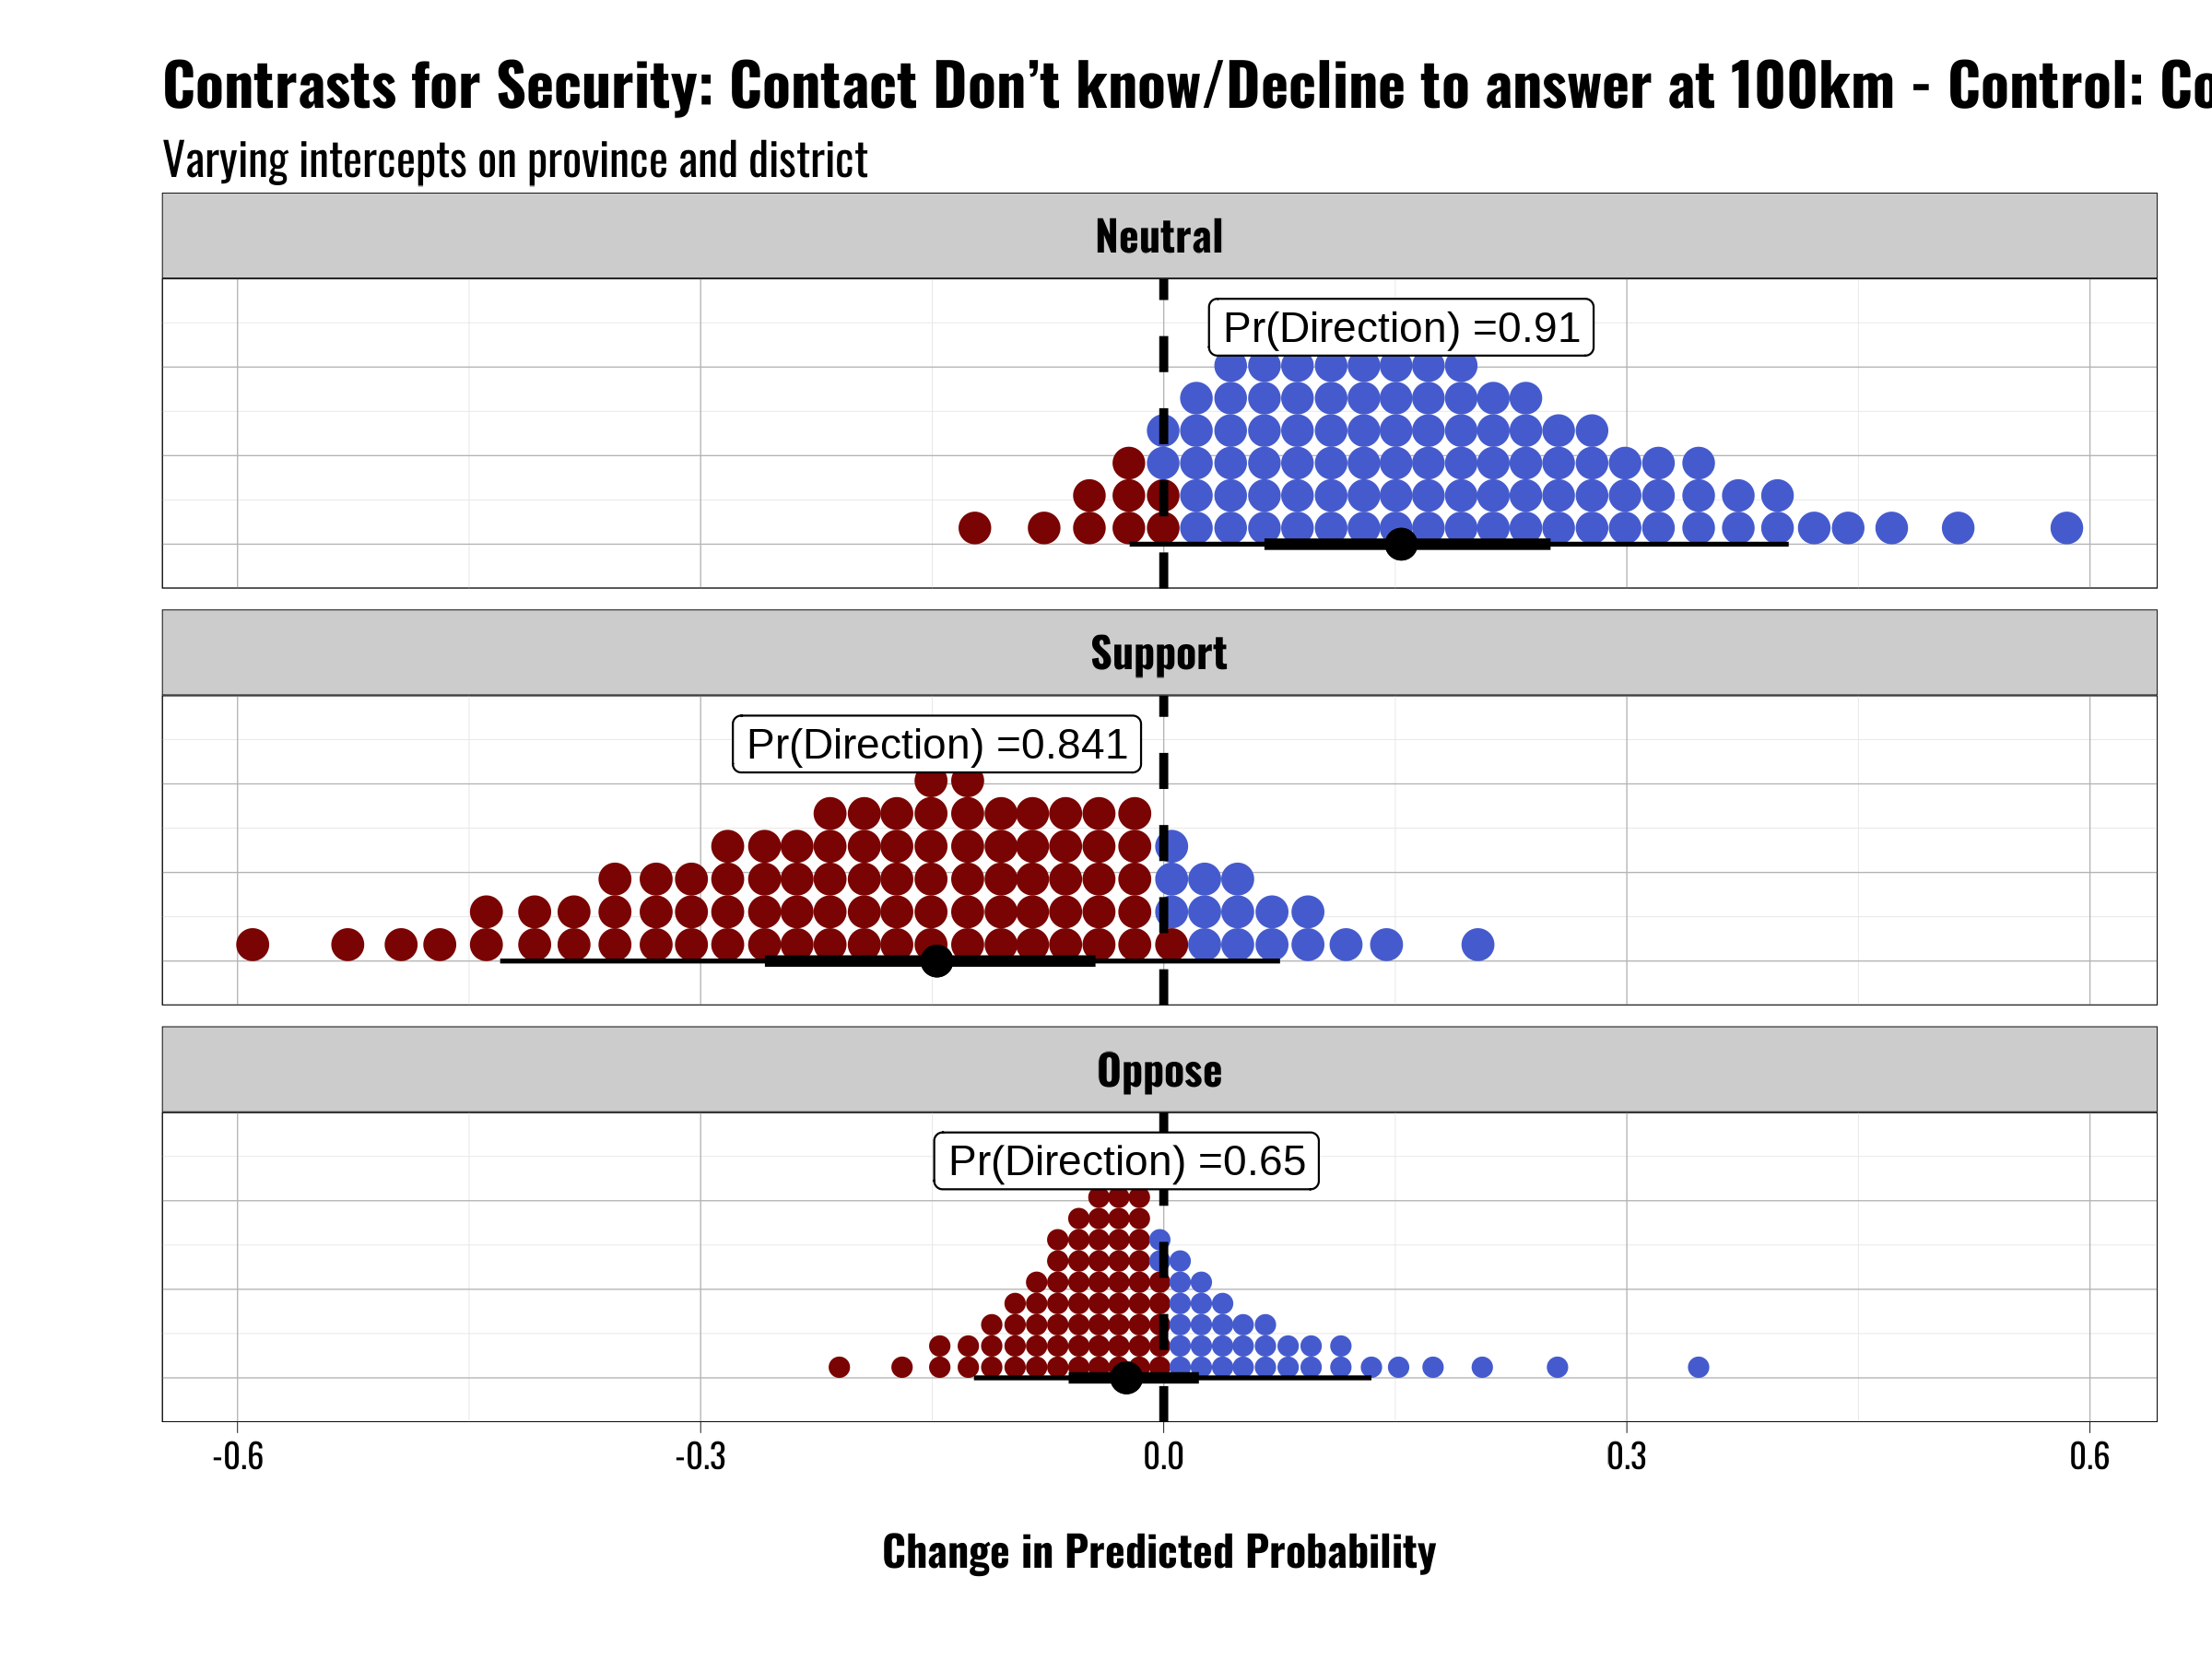 Contrasts for Security: Contact Don’t know/Decline to answer at 100km - Control: Co
Varying intercepts on province and district
Neutral
Pr(Direction) =0.91
Support
Pr(Direction) =0.841
Oppose
Pr(Direction) =0.65
-0.6 -0.3 0.0 0.3 0.6
Change in Predicted Probability